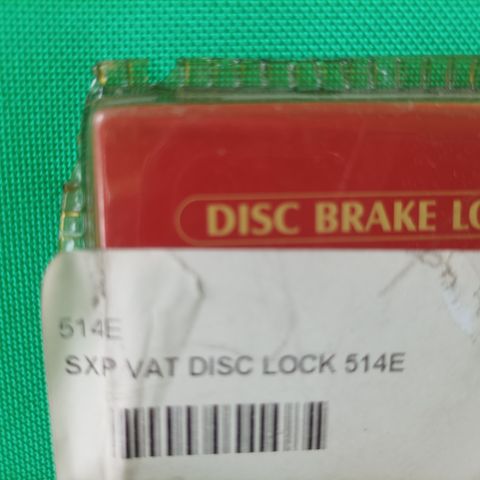 DISC BRAKE LO
514E
SXP VAT DISC LOCK 514E